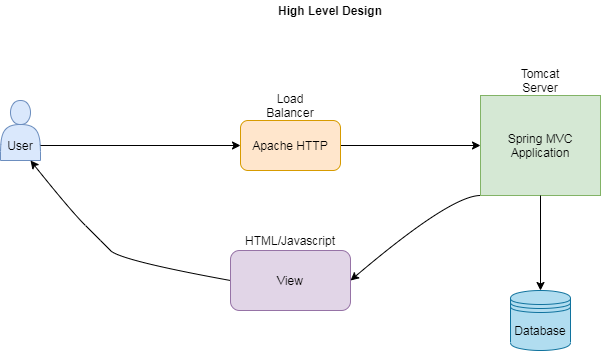 High Level Design
Tomcat
Server
Load
Balancer
User
Apache HTTP
Spring MVC
Application
HTML/Javascript
View
Database